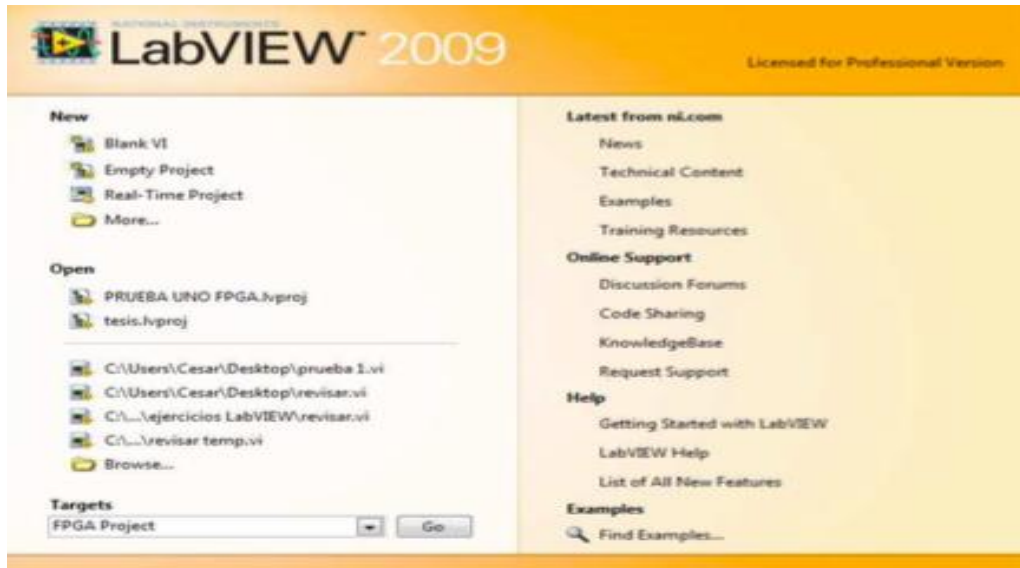 NATIONAL INSTRUMENTS
LabVIEW™ 2009
Licensed for Professional Version
New
Blank VI
Empty Project
Real-Time Project
More...
Open
PRUEBA UNO FPGA.lvproj
tesis.lvproj
C:\Users\Cesar\Desktop\prueba 1.vi
C:\Users\Cesar\Desktop\revisar.vi
C:\...\ejercicios LabVIEW\revisar.vi
C:\...\revisar temp.vi
Browse...
Targets
FPGA Project
Go
Latest from ni.com
News
Technical Content
Examples
Training Resources
Online Support
Discussion Forums
Code Sharing
KnowledgeBase
Request Support
Help
Getting Started with LabVIEW
LabVIEW Help
List of All New Features
Examples
Find Examples...